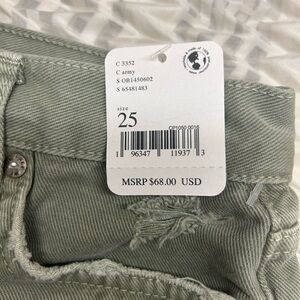 C 3352
C army
S OB1450602
S 65481483
size
25
1 96347 11937 3
MSRP $68.00 USD